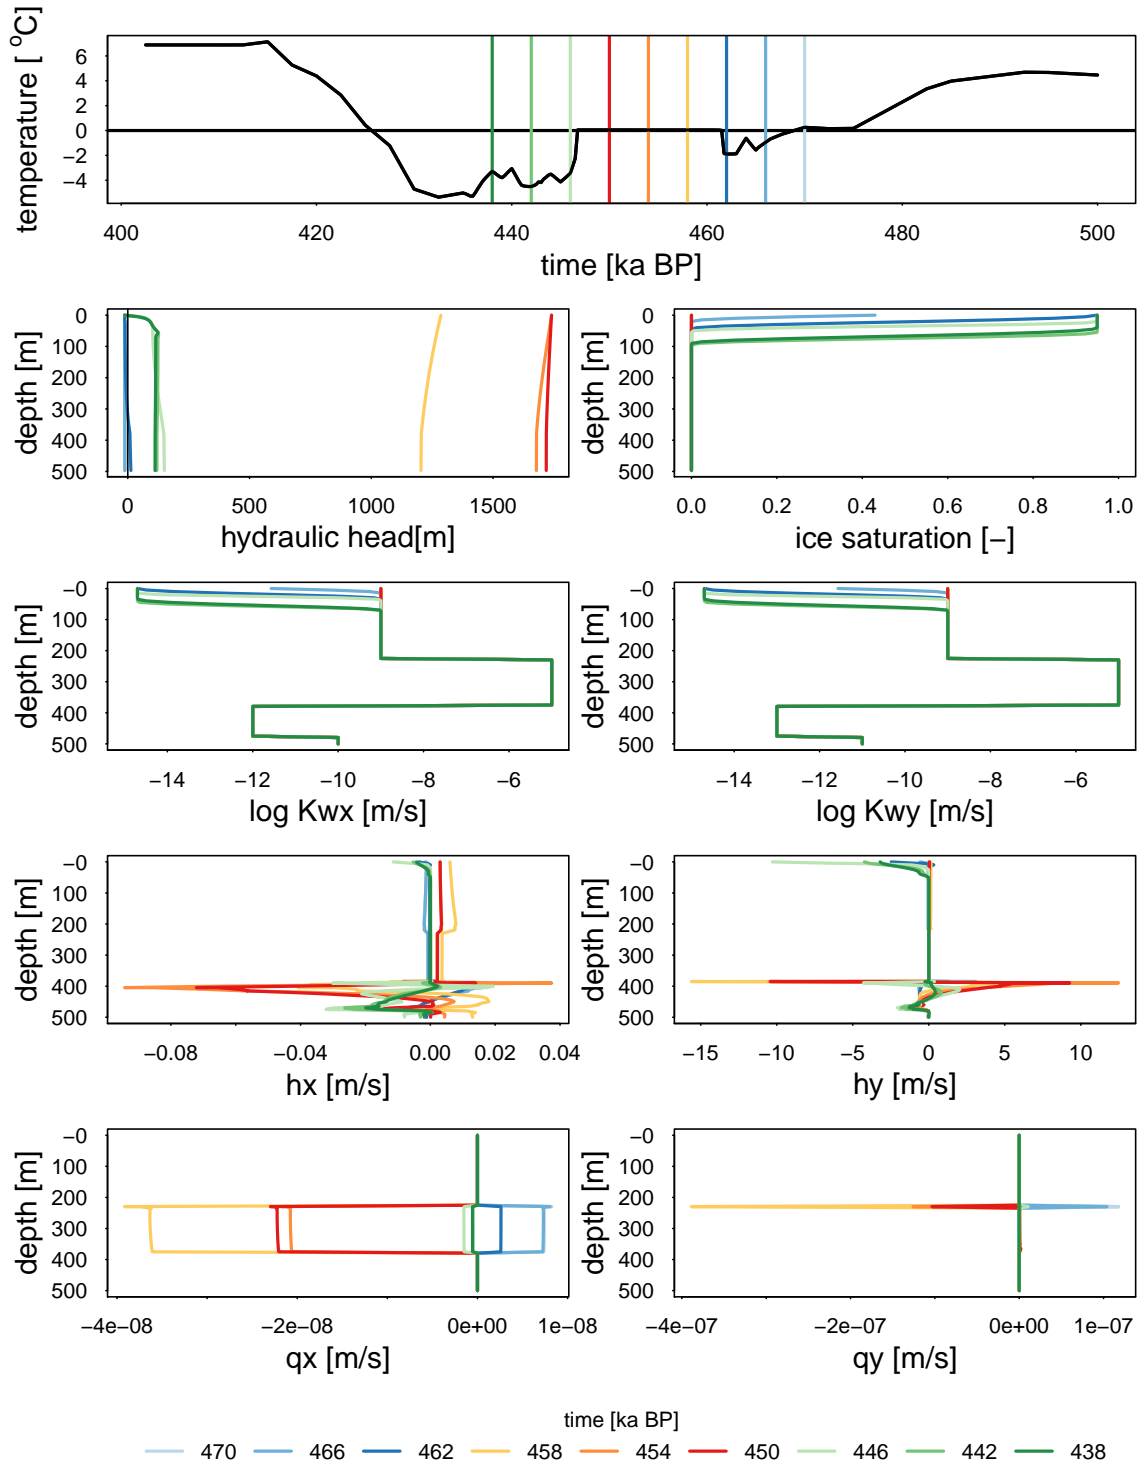 temperature [ °C]
6
4
2
0
−2
−4
400 420 440 460 480 500
time [ka BP]
depth [m]
0
100
200
300
400
500
0 500 1000 1500
hydraulic head[m]
depth [m]
0
100
200
300
400
500
0.0 0.2 0.4 0.6 0.8 1.0
ice saturation [−]
depth [m]
−0
100
200
300
400
500
−14 −12 −10 −8 −6
log Kwx [m/s]
depth [m]
−0
100
200
300
400
500
−14 −12 −10 −8 −6
log Kwy [m/s]
depth [m]
−0
100
200
300
400
500
−0.08 −0.04 0.00 0.02 0.04
hx [m/s]
depth [m]
−0
100
200
300
400
500
−15 −10 −5 0 5 10
hy [m/s]
depth [m]
−0
100
200
300
400
500
−4e−08 −2e−08 0e+00 1e−08
qx [m/s]
depth [m]
−0
100
200
300
400
500
−4e−07 −2e−07 0e+00 1e−07
qy [m/s]
time [ka BP]
470 466 462 458 454 450 446 442 438